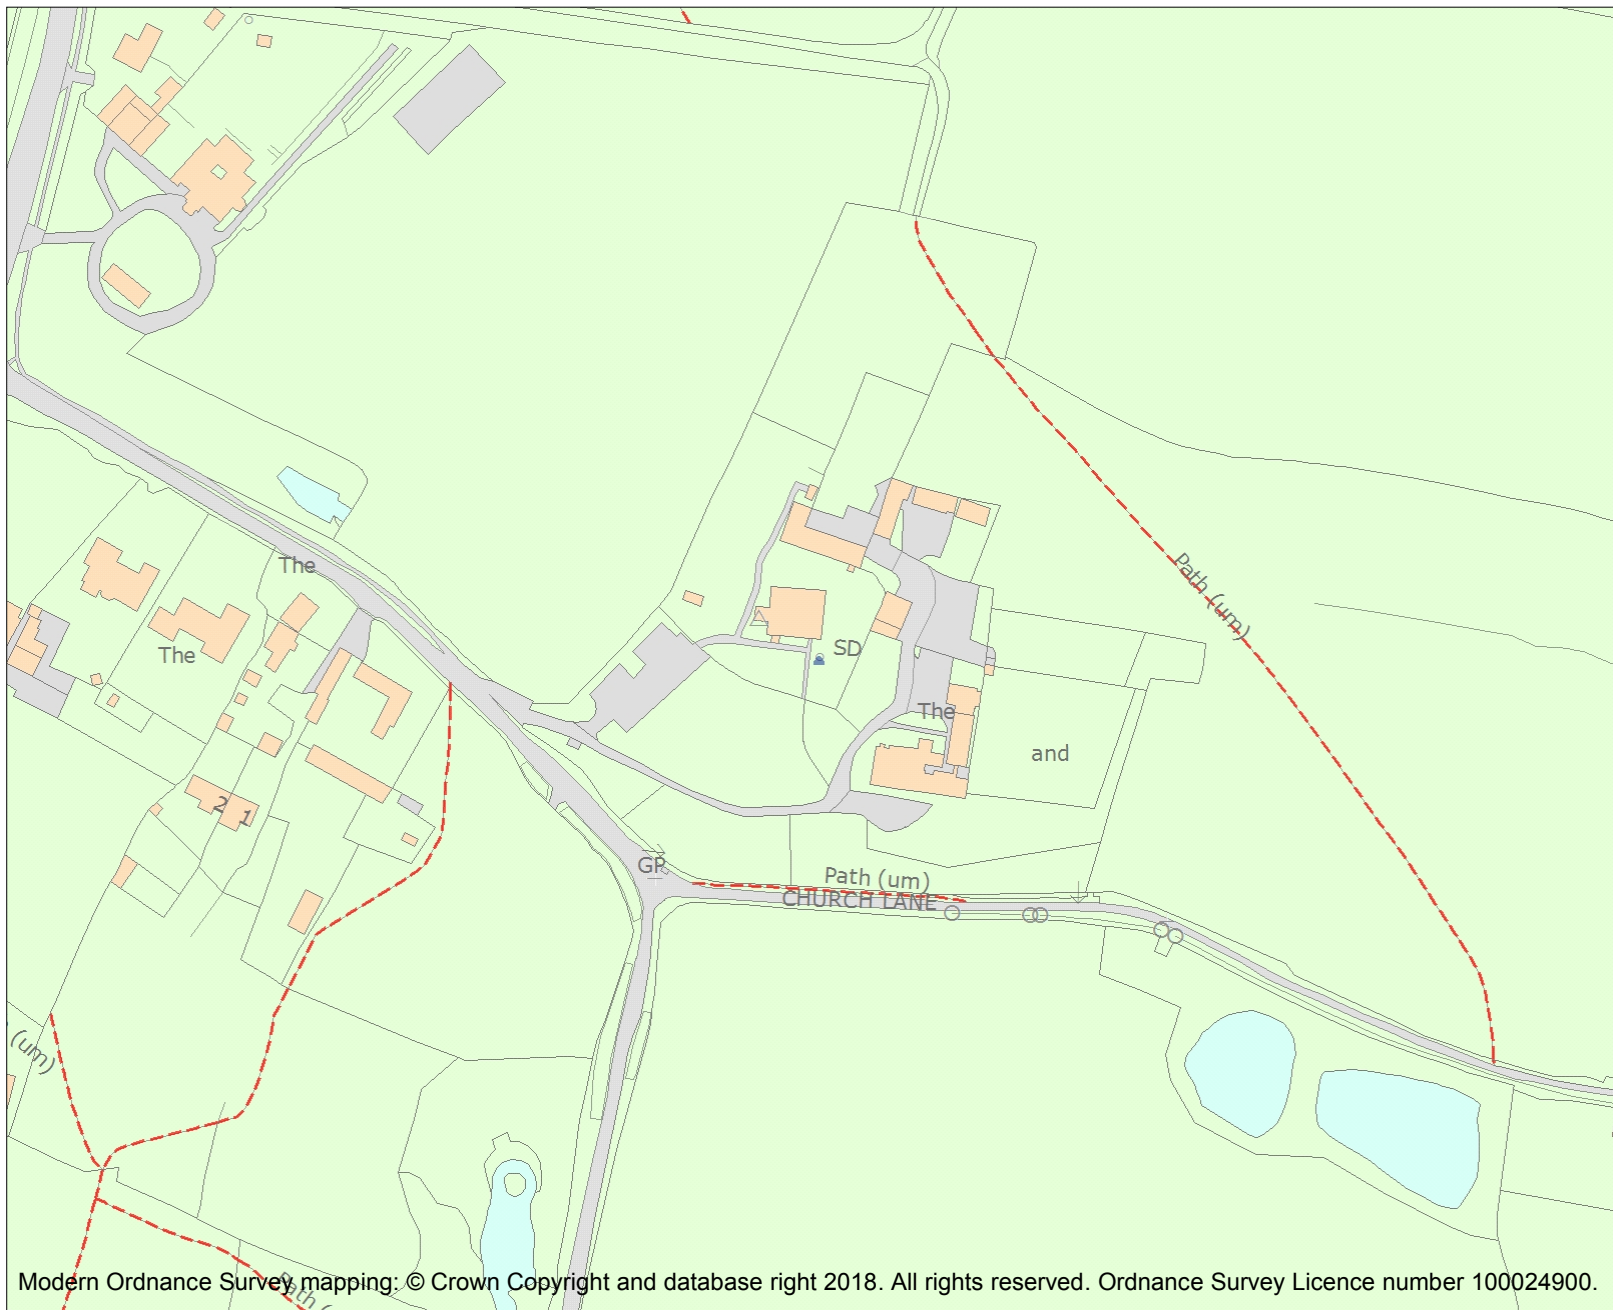 The
Path (um)
The
SD
The
and
2
1
GP
Path (um)
CHURCH LANE
(um)
Path (
Modern Ordnance Survey mapping: © Crown Copyright and database right 2018. All rights reserved. Ordnance Survey Licence number 100024900.